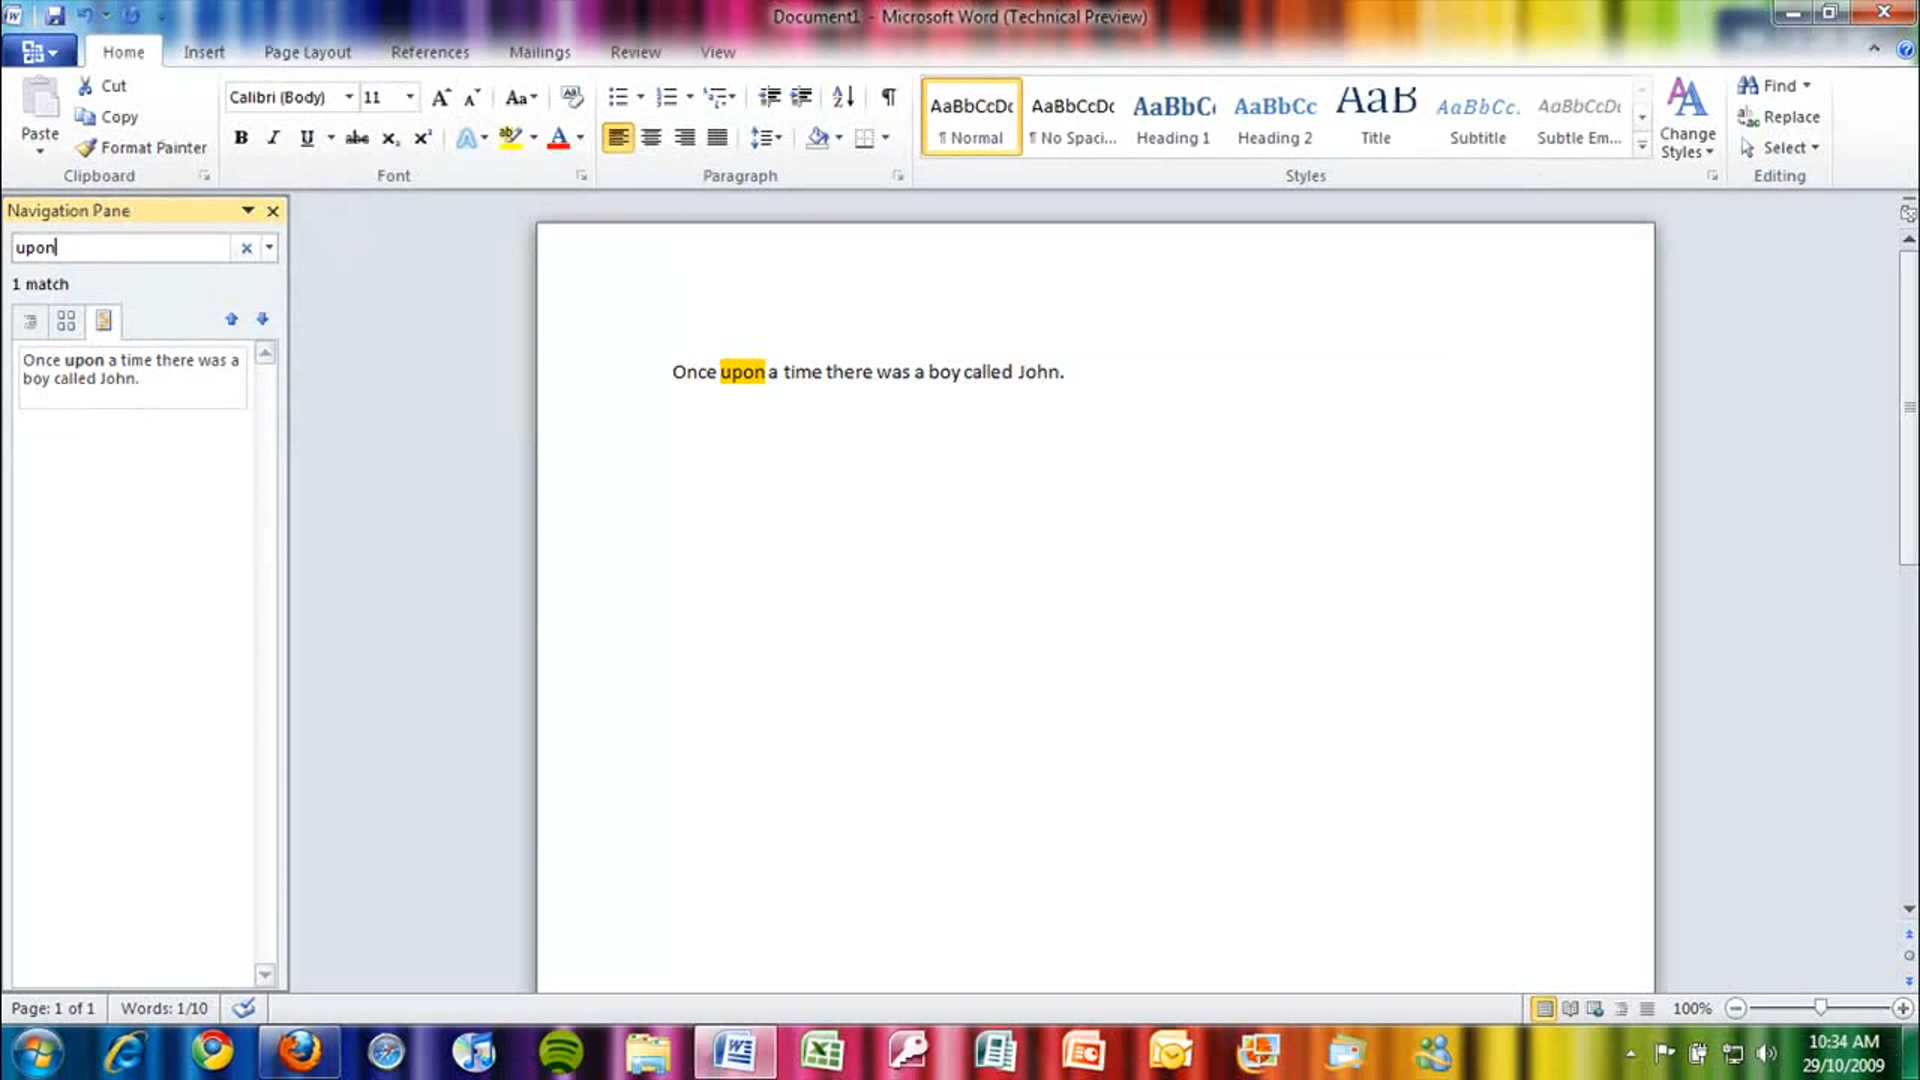 Document1 - Microsoft Word (Technical Preview)
Home Insert Page Layout References Mailings Review View
Paste
Cut
Copy
Format Painter
Clipboard
Calibri (Body) 11
Font
Paragraph
AaBbCcDc AaBbCcDc AaBbC AaBbCc AaB AaBbCc. AaBbCcDc
¶ Normal ¶ No Spaci... Heading 1 Heading 2 Title Subtitle Subtle Em...
Styles
Change Styles
Find
Replace
Select
Editing
Navigation Pane
upon
1 match
Once upon a time there was a
boy called John.
Once upon a time there was a boy called John.
Page: 1 of 1 Words: 1/10
100%
10:34 AM
29/10/2009